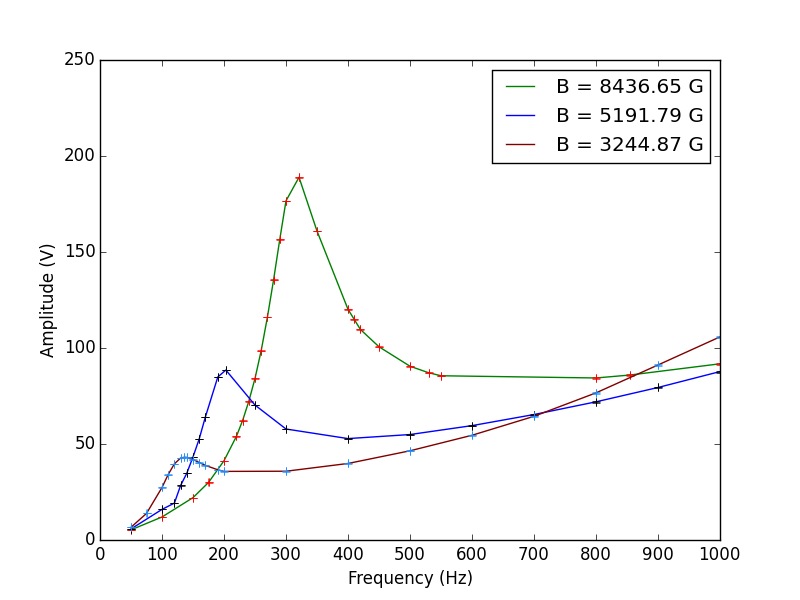 250
200
150
100
50
0
Amplitude (V)
B = 8436.65 G
B = 5191.79 G
B = 3244.87 G
0 100 200 300 400 500 600 700 800 900 1000
Frequency (Hz)